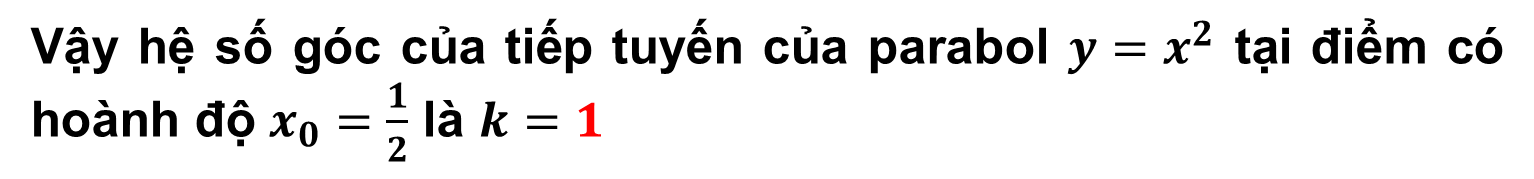 Vậy hệ số góc của tiếp tuyến của parabol y = x² tại điểm có
hoành độ x₀ = 1/2 là k = 1